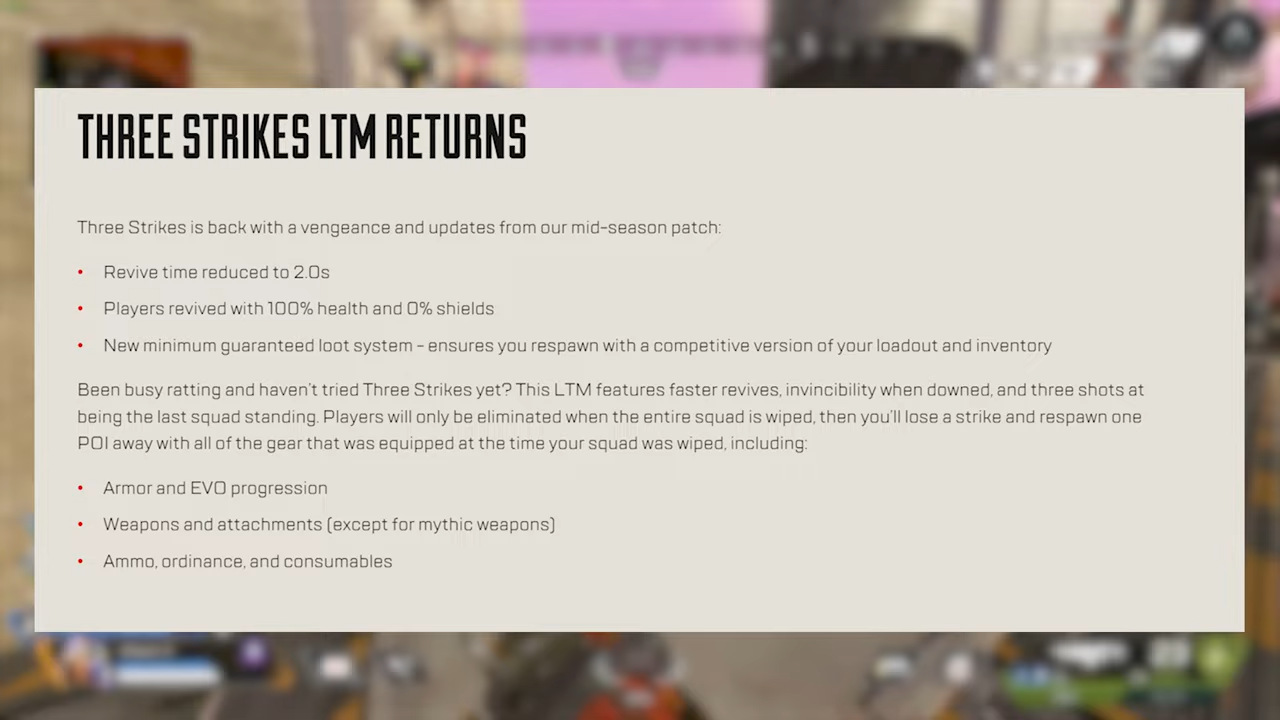 THREE STRIKES LTM RETURNS
Three Strikes is back with a vengeance and updates from our mid-season patch:
• Revive time reduced to 2.0s
• Players revived with 100% health and 0% shields
• New minimum guaranteed loot system – ensures you respawn with a competitive version of your loadout and inventory
Been busy ratting and haven't tried Three Strikes yet? This LTM features faster revives, invincibility when downed, and three shots at
being the last squad standing. Players will only be eliminated when the entire squad is wiped, then you'll lose a strike and respawn one
POI away with all of the gear that was equipped at the time your squad was wiped, including:
• Armor and EVO progression
• Weapons and attachments (except for mythic weapons)
• Ammo, ordinance, and consumables